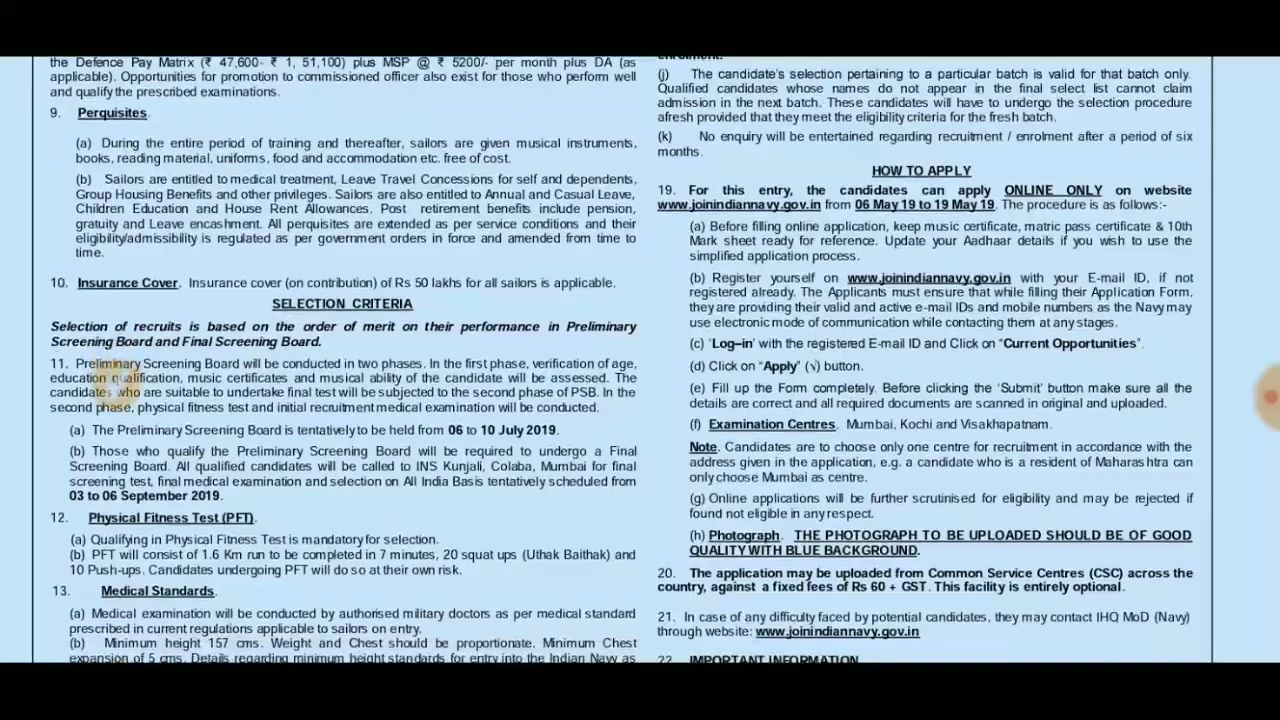 the Defence Pay Matrix (₹ 47,600- ₹ 1, 51,100) plus MSP @ ₹ 5200/- per month plus DA (as
applicable). Opportunities for promotion to commissioned officer also exist for those who perform well
and qualify the prescribed examinations.
9. Perquisites.
(a) During the entire period of training and thereafter, sailors are given musical instruments,
books, reading material, uniforms, food and accommodation etc. free of cost.
(b) Sailors are entitled to medical treatment, Leave Travel Concessions for self and dependents,
Group Housing Benefits and other privileges. Sailors are also entitled to Annual and Casual Leave,
Children Education and House Rent Allowances. Post retirement benefits include pension,
gratuity and Leave encashment. All perquisites are extended as per service conditions and their
eligibility/admissibility is regulated as per government orders in force and amended from time to
time.
10. Insurance Cover. Insurance cover (on contribution) of Rs 50 lakhs for all sailors is applicable.
SELECTION CRITERIA
Selection of recruits is based on the order of merit on their performance in Preliminary
Screening Board and Final Screening Board.
11. Preliminary Screening Board will be conducted in two phases. In the first phase, verification of age,
education qualification, music certificates and musical ability of the candidate will be assessed. The
candidates who are suitable to undertake final test will be subjected to the second phase of PSB. In the
second phase, physical fitness test and initial recruitment medical examination will be conducted.
(a) The Preliminary Screening Board is tentatively to be held from 06 to 10 July 2019.
(b) Those who qualify the Preliminary Screening Board will be required to undergo a Final
Screening Board. All qualified candidates will be called to INS Kunjali, Colaba, Mumbai for final
screening test, final medical examination and selection on All India Basis tentatively scheduled from
03 to 06 September 2019.
12. Physical Fitness Test (PFT).
(a) Qualifying in Physical Fitness Test is mandatory for selection.
(b) PFT will consist of 1.6 Km run to be completed in 7 minutes, 20 squat ups (Uthak Baithak) and
10 Push-ups. Candidates undergoing PFT will do so at their own risk.
13. Medical Standards.
(a) Medical examination will be conducted by authorised military doctors as per medical standard
prescribed in current regulations applicable to sailors on entry.
(b) Minimum height 157 cms. Weight and Chest should be proportionate. Minimum Chest
expansion of 5 cms. Details regarding minimum height standards for entry into the Indian Navy as
enrolment.
(j) The candidate's selection pertaining to a particular batch is valid for that batch only.
Qualified candidates whose names do not appear in the final select list cannot claim
admission in the next batch. These candidates will have to undergo the selection procedure
afresh provided that they meet the eligibility criteria for the fresh batch.
(k) No enquiry will be entertained regarding recruitment / enrolment after a period of six
months.
HOW TO APPLY
19. For this entry, the candidates can apply ONLINE ONLY on website
www.joinindiannavy.gov.in from 06 May 19 to 19 May 19. The procedure is as follows:-
(a) Before filling online application, keep music certificate, matric pass certificate & 10th
Mark sheet ready for reference. Update your Aadhaar details if you wish to use the
simplified application process.
(b) Register yourself on www.joinindiannavy.gov.in with your E-mail ID, if not
registered already. The Applicants must ensure that while filling their Application Form,
they are providing their valid and active e-mail IDs and mobile numbers as the Navy may
use electronic mode of communication while contacting them at any stages.
(c) 'Log–in' with the registered E-mail ID and Click on "Current Opportunities".
(d) Click on "Apply" (√) button.
(e) Fill up the Form completely. Before clicking the 'Submit' button make sure all the
details are correct and all required documents are scanned in original and uploaded.
(f) Examination Centres. Mumbai, Kochi and Visakhapatnam.
Note. Candidates are to choose only one centre for recruitment in accordance with the
address given in the application, e.g. a candidate who is a resident of Maharashtra can
only choose Mumbai as centre.
(g) Online applications will be further scrutinised for eligibility and may be rejected if
found not eligible in any respect.
(h) Photograph. THE PHOTOGRAPH TO BE UPLOADED SHOULD BE OF GOOD
QUALITY WITH BLUE BACKGROUND.
20. The application may be uploaded from Common Service Centres (CSC) across the
country, against a fixed fees of Rs 60 + GST. This facility is entirely optional.
21. In case of any difficulty faced by potential candidates, they may contact IHQ MoD (Navy)
through website: www.joinindiannavy.gov.in
22. IMPORTANT INFORMATION